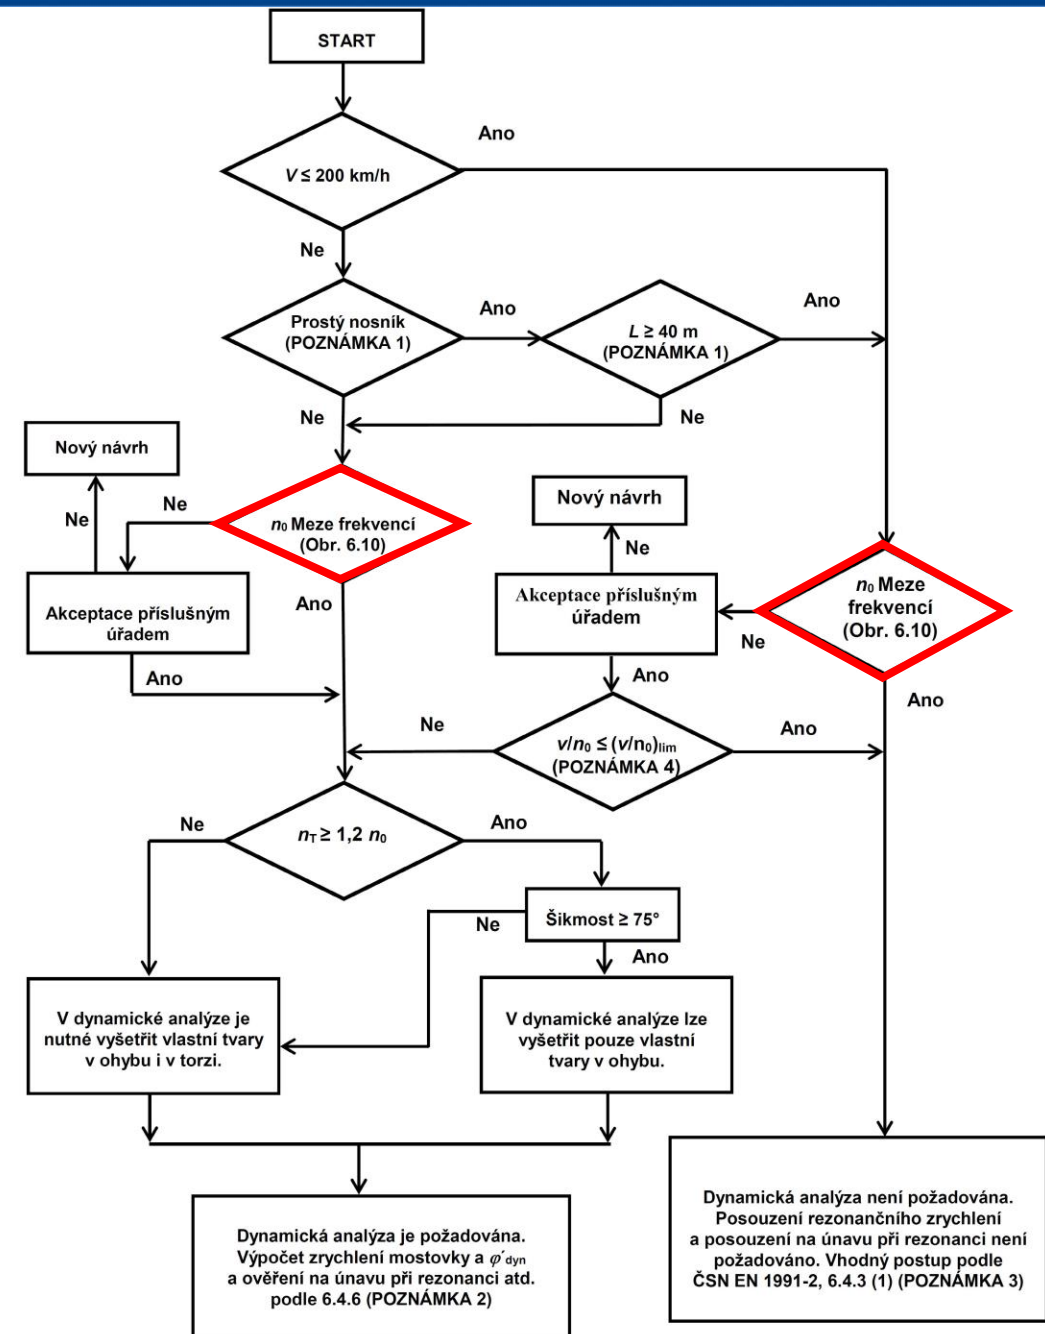 START
Ano
V ≤ 200 km/h
Ne
Prostý nosník
(POZNÁMKA 1)
Ano
L ≥ 40 m
(POZNÁMKA 1)
Ano
Ne
Ne
Nový návrh
Ne
Ne
n₀ Meze frekvencí
(Obr. 6.10)
Ano
Akceptace příslušným
úřadem
Ano
Nový návrh
Ne
Akceptace příslušným
úřadem
Ne
n₀ Meze
frekvencí
(Obr. 6.10)
Ano
Ano
Ne
v/n₀ ≤ (v/n₀)lim
(POZNÁMKA 4)
Ano
Ne
nT ≥ 1,2 n₀
Ano
Šikmost ≥ 75°
Ne
Ano
V dynamické analýze je
nutné vyšetřit vlastní tvary
v ohybu i v torzi.
V dynamické analýze lze
vyšetřit pouze vlastní
tvary v ohybu.
Dynamická analýza je požadována.
Výpočet zrychlení mostovky a φ′dyn
a ověření na únavu při rezonanci atd.
podle 6.4.6 (POZNÁMKA 2)
Dynamická analýza není požadována.
Posouzení rezonančního zrychlení
a posouzení na únavu při rezonanci není
požadováno. Vhodný postup podle
ČSN EN 1991-2, 6.4.3 (1) (POZNÁMKA 3)